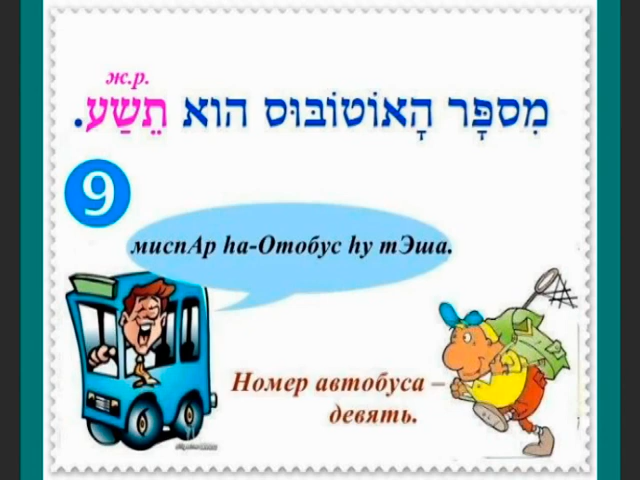 ж.р.
מִספָּר הָאוֹטוֹבּוּס הוּא תֵשַע.
9
миспАр hа-Отобус hу тЭша.
Номер автобуса –
девять.